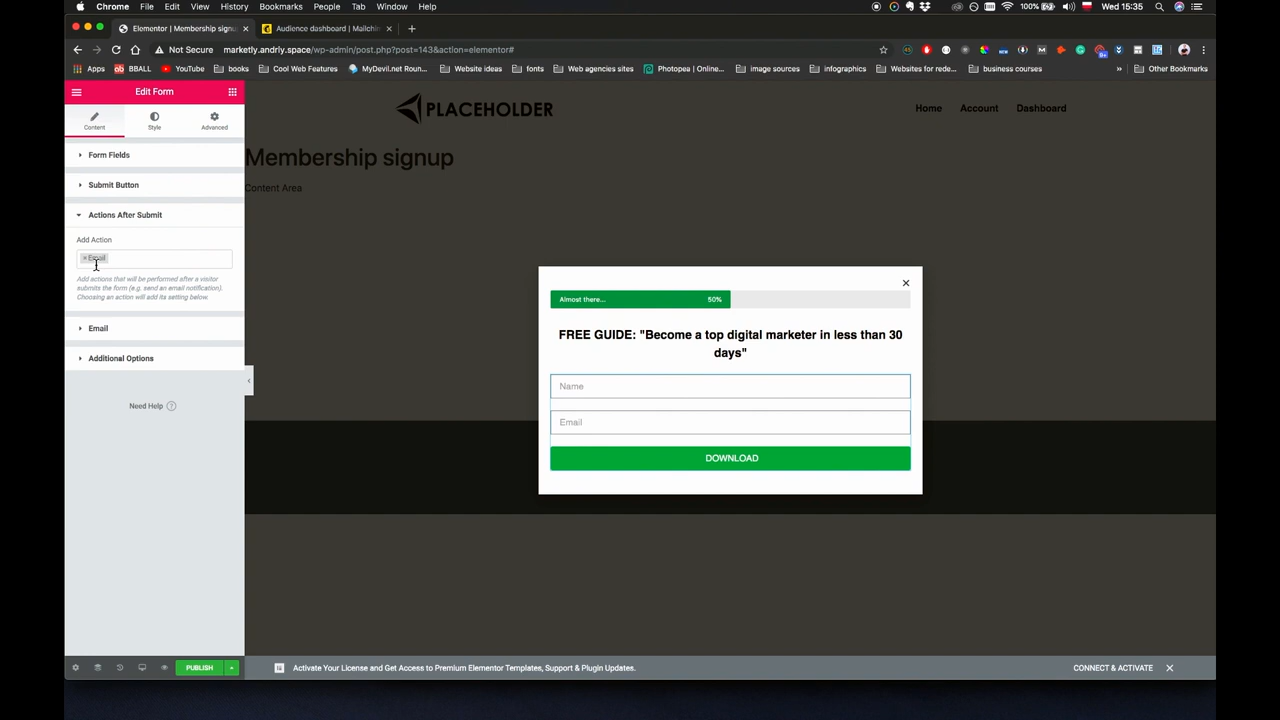 Chrome File Edit View History Bookmarks People Tab Window Help
100% Wed 15:35
Elementor | Membership signu
Audience dashboard | Mailchim
Not Secure marketly.andrly.space/wp-admin/post.php?post=143&action=elementor#
Apps BBALL YouTube books Cool Web Features MyDevil.net Roun... Website ideas fonts Web agencies sites Photopea | Online... image sources infographics Websites for rede... business courses » Other Bookmarks
Edit Form
Content Style Advanced
Form Fields
Submit Button
Actions After Submit
Add Action
× Email
Add actions that will be performed after a visitor
submits the form (e.g. send an email notification).
Choosing an action will add its setting below.
Email
Additional Options
Need Help ?
PUBLISH
PLACEHOLDER
Home Account Dashboard
Membership signup
Content Area
Almost there... 50%
FREE GUIDE: "Become a top digital marketer in less than 30
days"
Name
Email
DOWNLOAD
Activate Your License and Get Access to Premium Elementor Templates, Support & Plugin Updates.
CONNECT & ACTIVATE